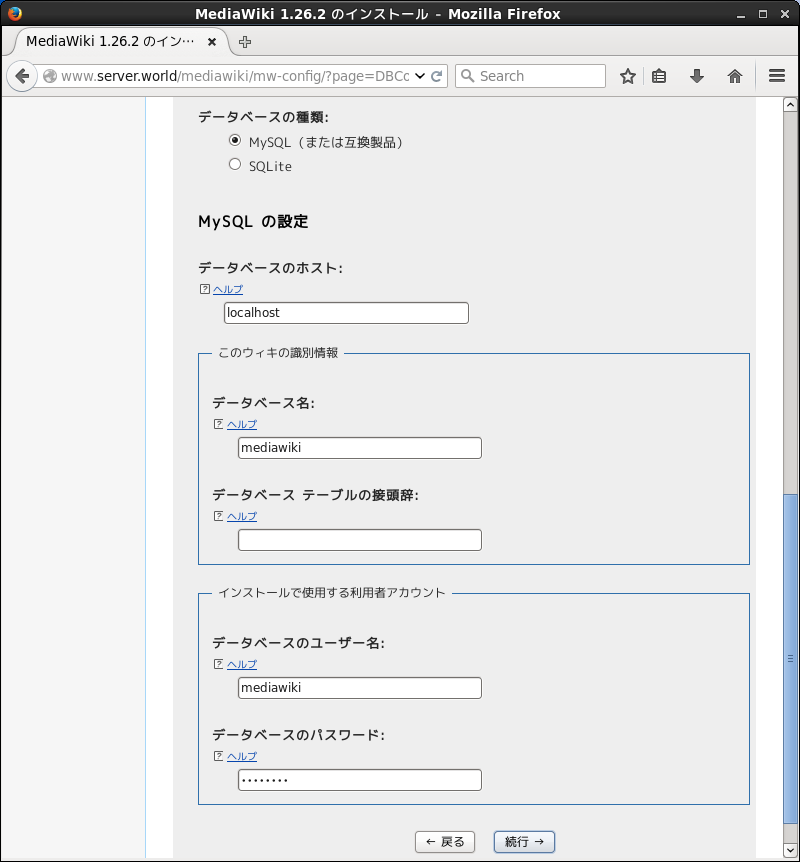 MediaWiki 1.26.2 のインストール - Mozilla Firefox
MediaWiki 1.26.2 のイン…
www.server.world/mediawiki/mw-config/?page=DBCo
Search
データベースの種類:
MySQL (または互換製品)
SQLite
MySQL の設定
データベースのホスト:
ヘルプ
localhost
このウィキの識別情報
データベース名:
ヘルプ
mediawiki
データベース テーブルの接頭辞:
ヘルプ
インストールで使用する利用者アカウント
データベースのユーザー名:
ヘルプ
mediawiki
データベースのパスワード:
ヘルプ
••••••••
← 戻る
続行 →